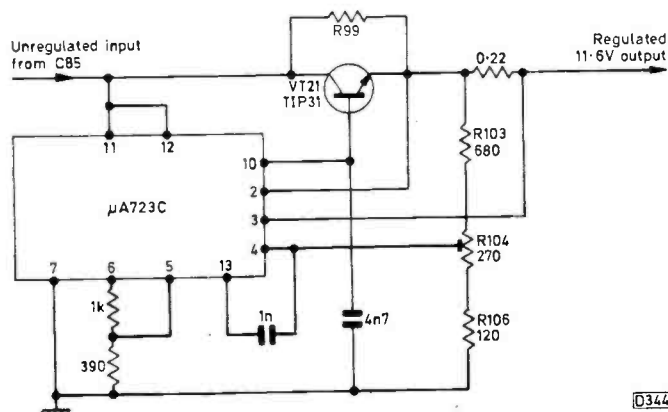 Unregulated input
from C85
R99
VT21
TIP31
0·22
Regulated
11·6V output
11
12
10
2
3
4
μA723C
7
6
5
13
1k
390
1n
4n7
R103
680
R104
270
R106
120
D344